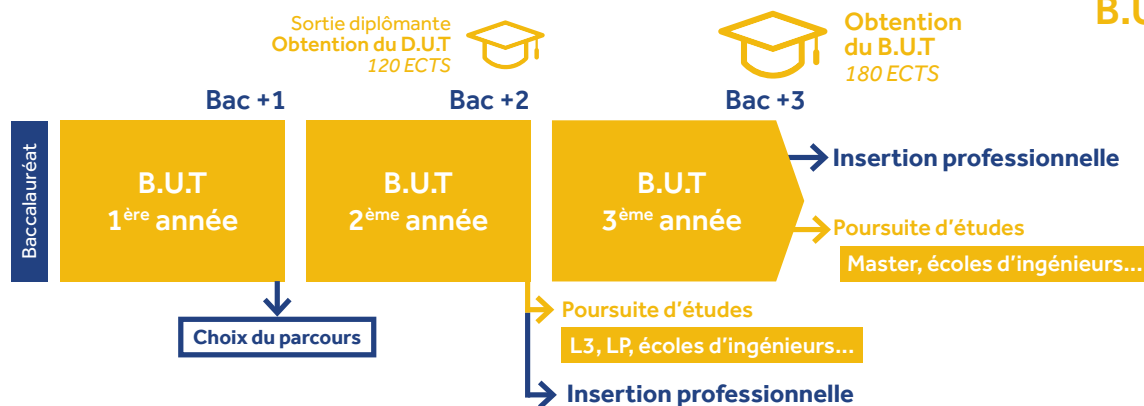 B.U
Sortie diplômante
Obtention du D.U.T
120 ECTS
Obtention
du B.U.T
180 ECTS
Bac +1
Bac +2
Bac +3
Baccalauréat
B.U.T
1ère année
B.U.T
2ème année
B.U.T
3ème année
Insertion professionnelle
Poursuite d'études
Master, écoles d'ingénieurs...
Choix du parcours
Poursuite d'études
L3, LP, écoles d'ingénieurs...
Insertion professionnelle